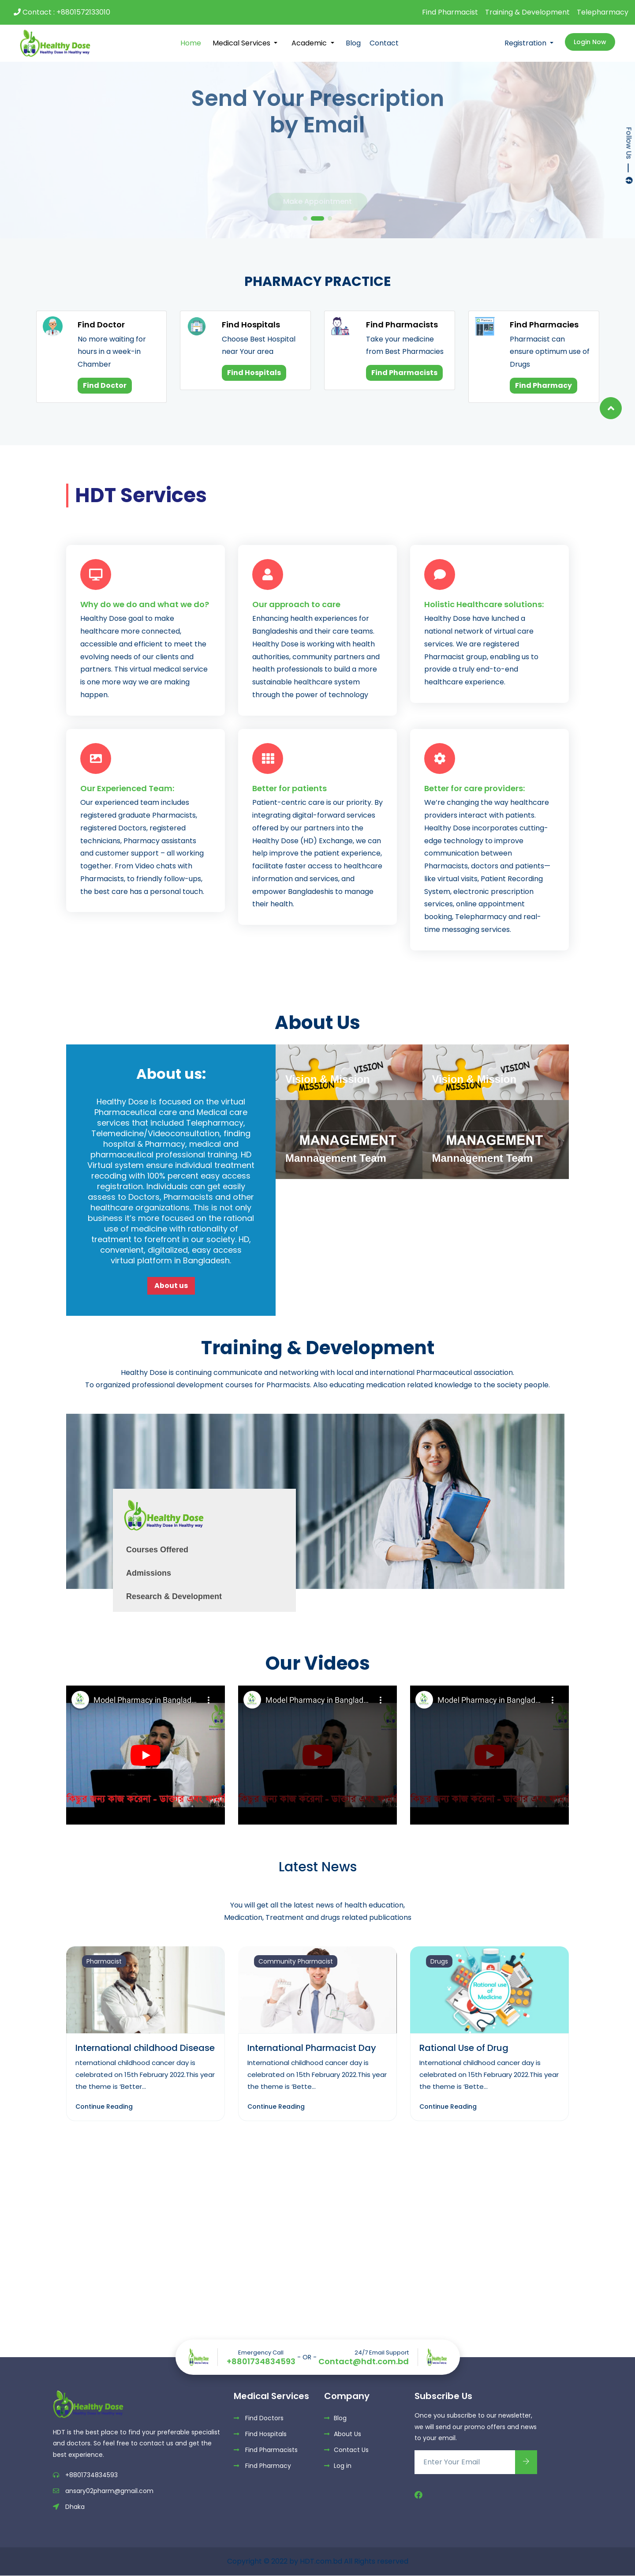 Contact : +8801572133010
Find Pharmacist Training & Development Telepharmacy
Healthy Dose
Healthy Dose in Healthy way
Home Medical Services Academic Blog Contact Registration Login Now
Send Your Prescription
by Email
Make Appointment
Follow Us
PHARMACY PRACTICE
Find Doctor
No more waiting for
hours in a week-in
Chamber
Find Doctor
Find Hospitals
Choose Best Hospital
near Your area
Find Hospitals
Find Pharmacists
Take your medicine
from Best Pharmacies
Find Pharmacists
Find Pharmacies
Pharmacist can
ensure optimum use of
Drugs
Find Pharmacy
HDT Services
Why do we do and what we do?
Healthy Dose goal to make
healthcare more connected,
accessible and efficient to meet the
evolving needs of our clients and
partners. This virtual medical service
is one more way we are making
happen.
Our approach to care
Enhancing health experiences for
Bangladeshis and their care teams.
Healthy Dose is working with health
authorities, community partners and
health professionals to build a more
sustainable healthcare system
through the power of technology
Holistic Healthcare solutions:
Healthy Dose have lunched a
national network of virtual care
services. We are registered
Pharmacist group, enabling us to
provide a truly end-to-end
healthcare experience.
Our Experienced Team:
Our experienced team includes
registered graduate Pharmacists,
registered Doctors, registered
technicians, Pharmacy assistants
and customer support – all working
together. From Video chats with
Pharmacists, to friendly follow-ups,
the best care has a personal touch.
Better for patients
Patient-centric care is our priority. By
integrating digital-forward services
offered by our partners into the
Healthy Dose (HD) Exchange, we can
help improve the patient experience,
facilitate faster access to healthcare
information and services, and
empower Bangladeshis to manage
their health.
Better for care providers:
We're changing the way healthcare
providers interact with patients.
Healthy Dose incorporates cutting-
edge technology to improve
communication between
Pharmacists, doctors and patients—
like virtual visits, Patient Recording
System, electronic prescription
services, online appointment
booking, Telepharmacy and real-
time messaging services.
About Us
About us:
Healthy Dose is focused on the virtual
Pharmaceutical care and Medical care
services that included Telepharmacy,
Telemedicine/Videoconsultation, finding
hospital & Pharmacy, medical and
pharmaceutical professional training. HD
Virtual system ensure individual treatment
recoding with 100% percent easy access
registration. Individuals can get easily
assess to Doctors, Pharmacists and other
healthcare organizations. This is not only
business it's more focused on the rational
use of medicine with rationality of
treatment to forefront in our society. HD,
convenient, digitalized, easy access
virtual platform in Bangladesh.
About us
VISION
MISSION
Vision & Mission
VISION
MISSION
Vision & Mission
MANAGEMENT
Mannagement Team
MANAGEMENT
Mannagement Team
Training & Development
Healthy Dose is continuing communicate and networking with local and international Pharmaceutical association.
To organized professional development courses for Pharmacists. Also educating medication related knowledge to the society people.
Healthy Dose
Healthy Dose in Healthy way
Courses Offered
Admissions
Research & Development
Our Videos
Model Pharmacy in Banglad...
Model Pharmacy in Banglad...
Model Pharmacy in Banglad...
Latest News
You will get all the latest news of health education,
Medication, Treatment and drugs related publications
Pharmacist
International childhood Disease
nternational childhood cancer day is
celebrated on 15th February 2022.This year
the theme is ‘Better...
Continue Reading
Community Pharmacist
International Pharmacist Day
International childhood cancer day is
celebrated on 15th February 2022.This year
the theme is ‘Bette...
Continue Reading
Drugs
Rational use of
Medicine
Rational Use of Drug
International childhood cancer day is
celebrated on 15th February 2022.This year
the theme is ‘Bette...
Continue Reading
Emergency Call
+8801734834593
- OR -
24/7 Email Support
Contact@hdt.com.bd
Healthy Dose
Healthy Dose in Healthy way
HDT is the best place to find your preferable specialist
and doctors. So feel free to contact us and get the
best experience.
+8801734834593
ansary02pharm@gmail.com
Dhaka
Medical Services
Find Doctors
Find Hospitals
Find Pharmacists
Find Pharmacy
Company
Blog
About Us
Contact Us
Log in
Subscribe Us
Once you subscribe to our newsletter,
we will send our promo offers and news
to your email.
Enter Your Email